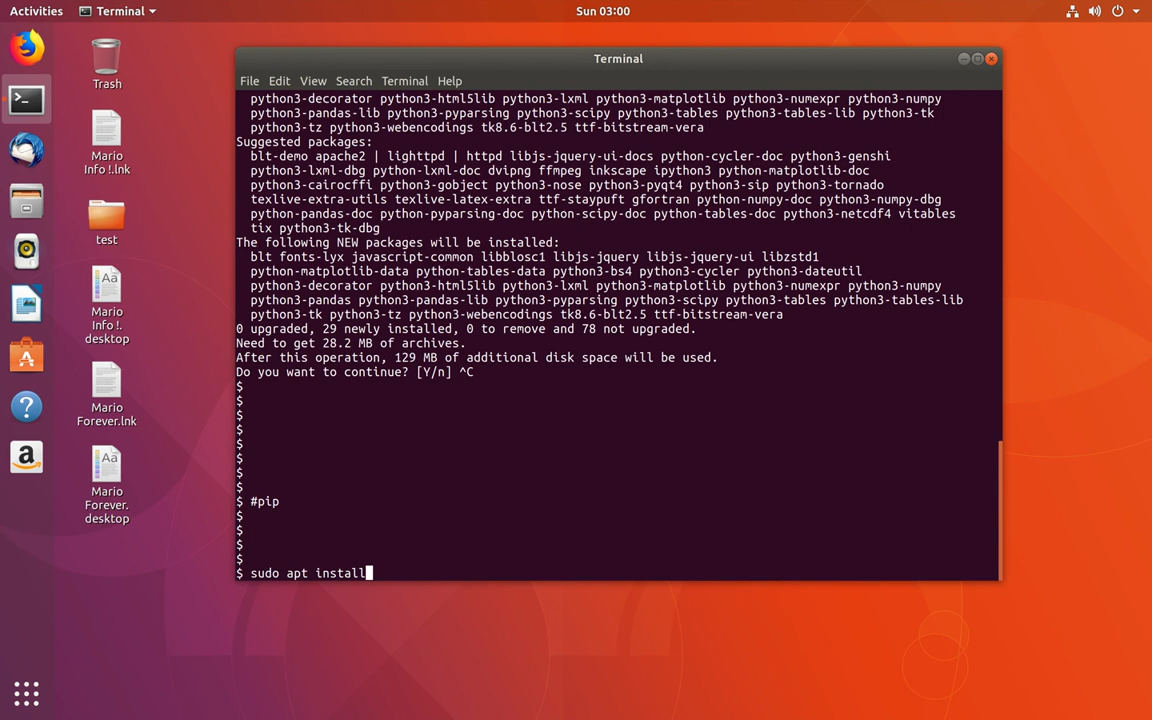 Activities Terminal Sun 03:00
Trash
Mario
Info !.lnk
test
Mario
Info !.
desktop
Mario
Forever.lnk
Mario
Forever.
desktop
Terminal
File Edit View Search Terminal Help
python3-decorator python3-html5lib python3-lxml python3-matplotlib python3-numexpr python3-numpy
python3-pandas-lib python3-pyparsing python3-scipy python3-tables python3-tables-lib python3-tk
python3-tz python3-webencodings tk8.6-blt2.5 ttf-bitstream-vera
Suggested packages:
blt-demo apache2 | lighttpd | httpd libjs-jquery-ui-docs python-cycler-doc python3-genshi
python3-lxml-dbg python-lxml-doc dvipng ffmpeg inkscape ipython3 python-matplotlib-doc
python3-cairocffi python3-gobject python3-nose python3-pyqt4 python3-sip python3-tornado
texlive-extra-utils texlive-latex-extra ttf-staypuft gfortran python-numpy-doc python3-numpy-dbg
python-pandas-doc python-pyparsing-doc python-scipy-doc python-tables-doc python3-netcdf4 vitables
tix python3-tk-dbg
The following NEW packages will be installed:
blt fonts-lyx javascript-common libblosc1 libjs-jquery libjs-jquery-ui libzstd1
python-matplotlib-data python-tables-data python3-bs4 python3-cycler python3-dateutil
python3-decorator python3-html5lib python3-lxml python3-matplotlib python3-numexpr python3-numpy
python3-pandas python3-pandas-lib python3-pyparsing python3-scipy python3-tables python3-tables-lib
python3-tk python3-tz python3-webencodings tk8.6-blt2.5 ttf-bitstream-vera
0 upgraded, 29 newly installed, 0 to remove and 78 not upgraded.
Need to get 28.2 MB of archives.
After this operation, 129 MB of additional disk space will be used.
Do you want to continue? [Y/n] ^C
$
$
$
$
$
$
$
$
$ #pip
$
$
$
$
$ sudo apt install